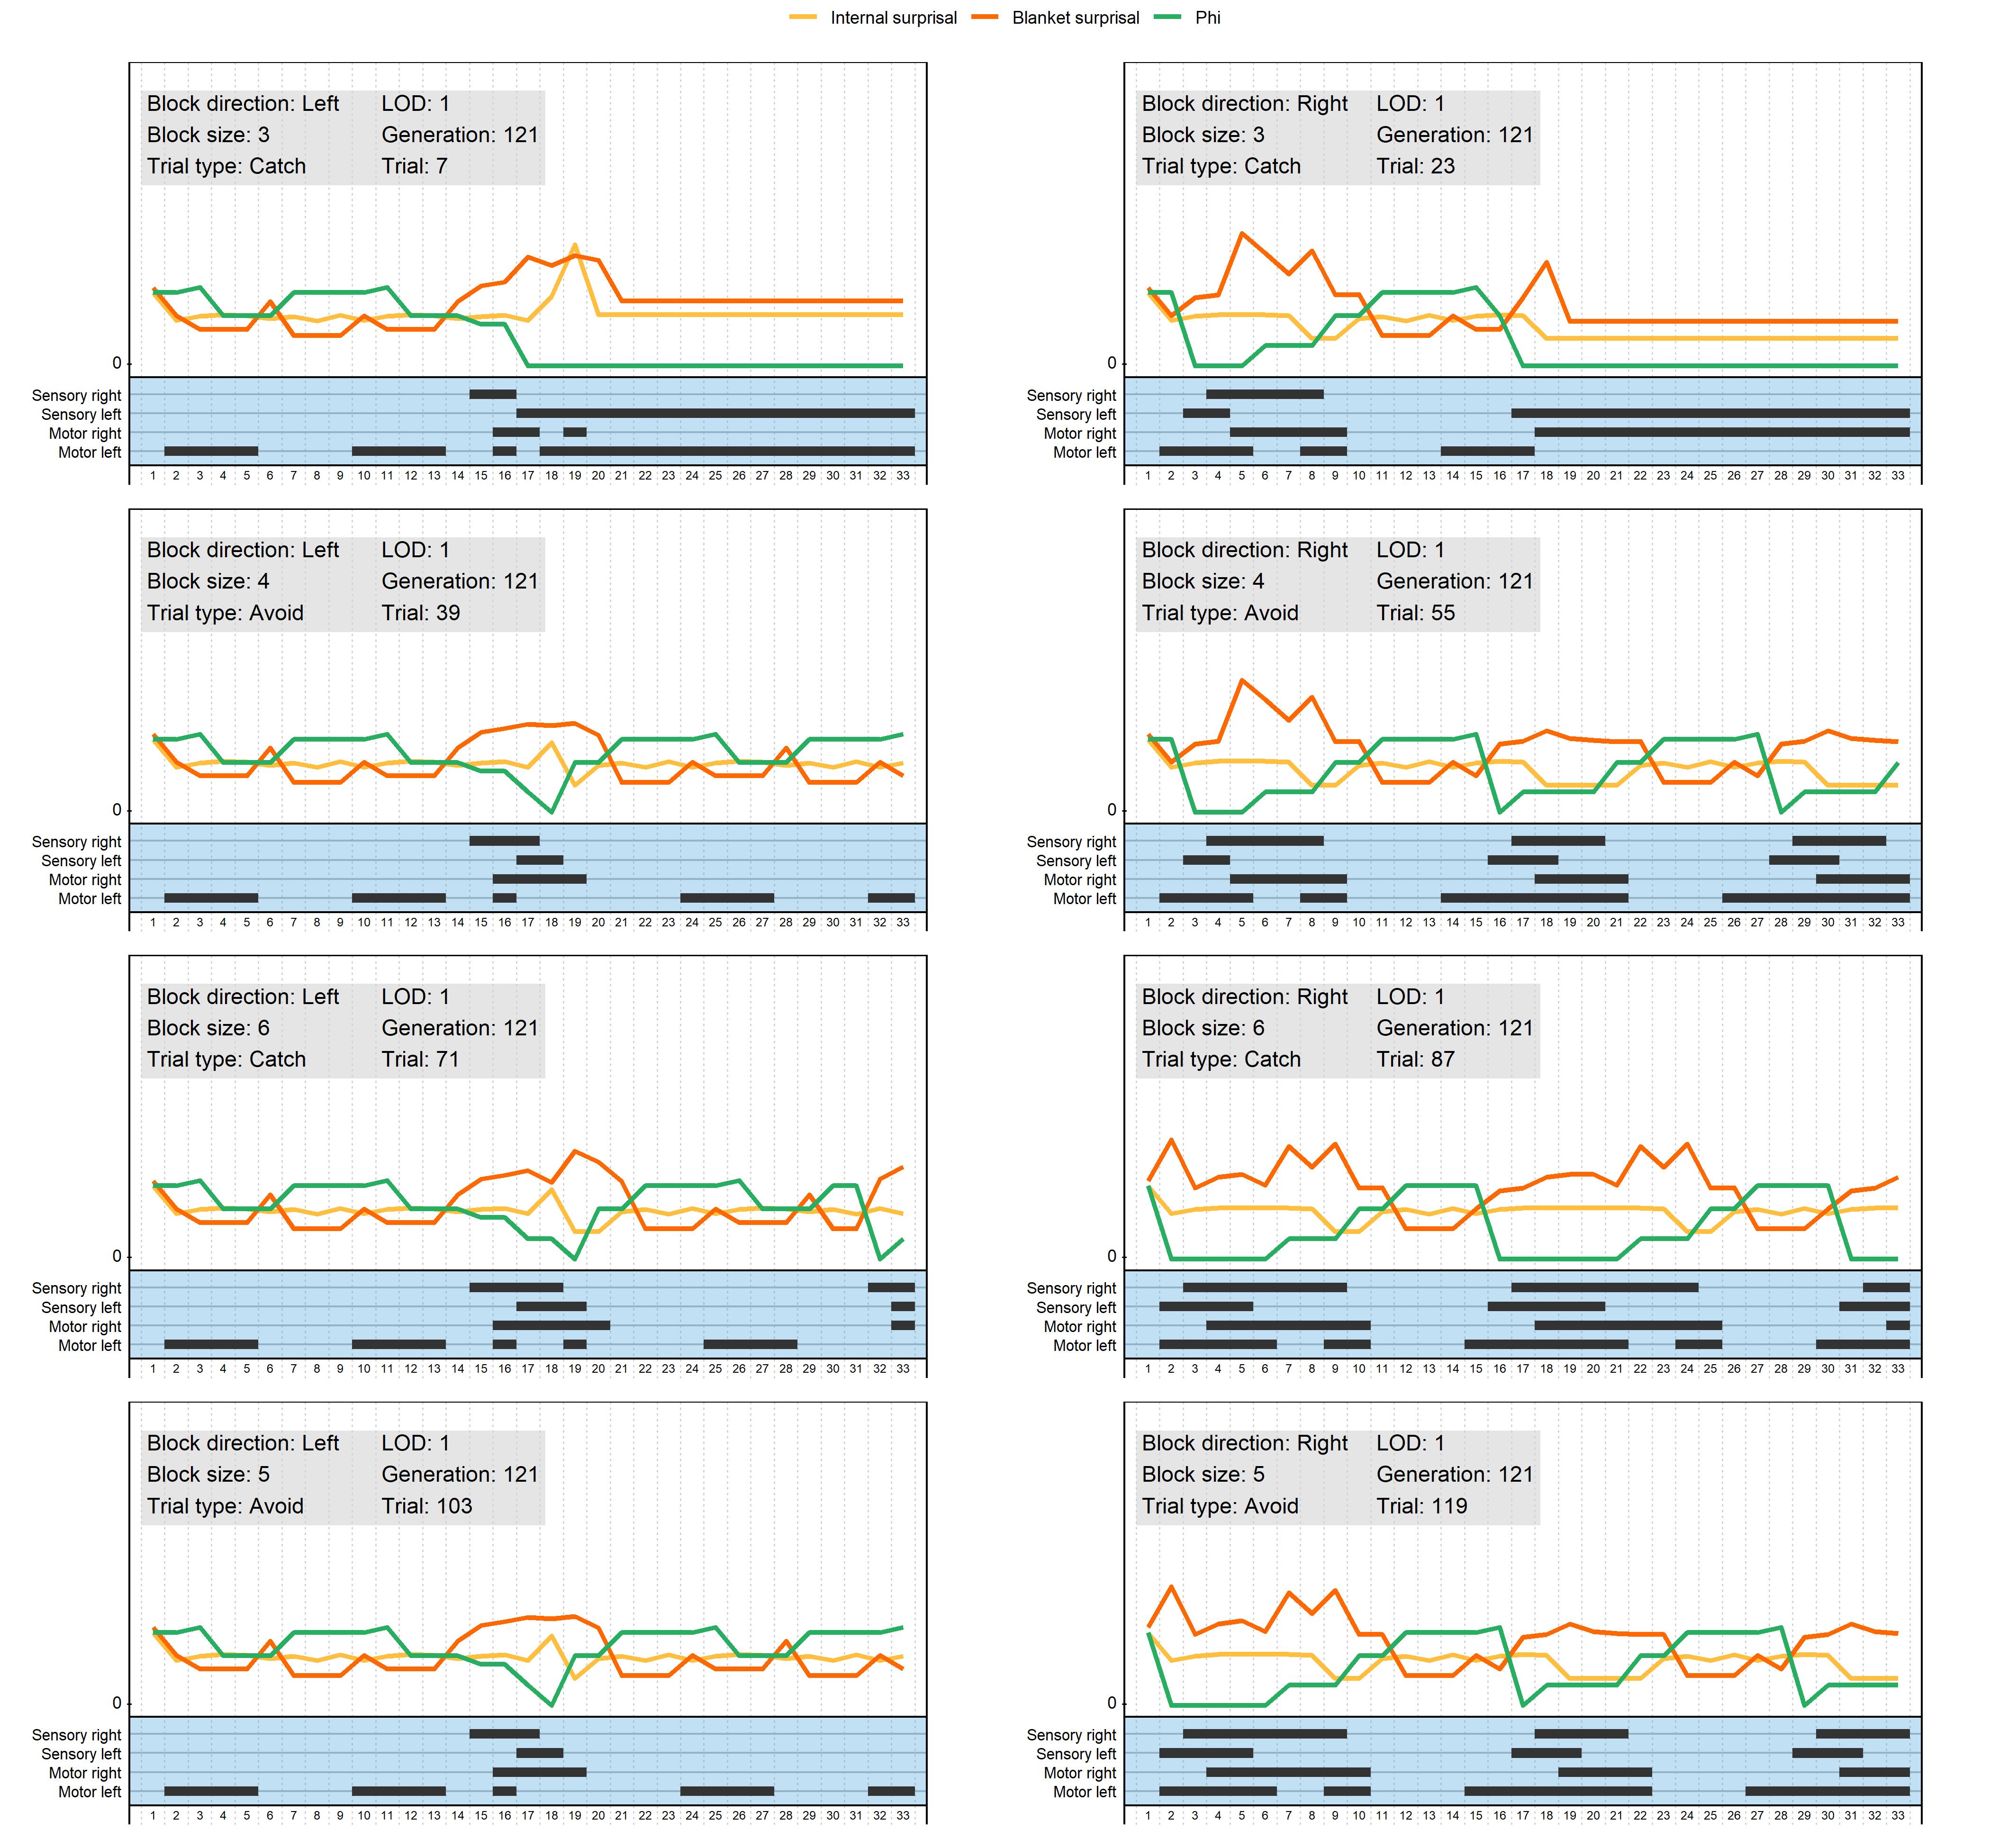 Internal surprisal Blanket surprisal Phi
Block direction: Left LOD: 1
Block size: 3 Generation: 121
Trial type: Catch Trial: 7
0
Sensory right
Sensory left
Motor right
Motor left
1 2 3 4 5 6 7 8 9 10 11 12 13 14 15 16 17 18 19 20 21 22 23 24 25 26 27 28 29 30 31 32 33
Block direction: Right LOD: 1
Block size: 3 Generation: 121
Trial type: Catch Trial: 23
0
Sensory right
Sensory left
Motor right
Motor left
1 2 3 4 5 6 7 8 9 10 11 12 13 14 15 16 17 18 19 20 21 22 23 24 25 26 27 28 29 30 31 32 33
Block direction: Left LOD: 1
Block size: 4 Generation: 121
Trial type: Avoid Trial: 39
0
Sensory right
Sensory left
Motor right
Motor left
1 2 3 4 5 6 7 8 9 10 11 12 13 14 15 16 17 18 19 20 21 22 23 24 25 26 27 28 29 30 31 32 33
Block direction: Right LOD: 1
Block size: 4 Generation: 121
Trial type: Avoid Trial: 55
0
Sensory right
Sensory left
Motor right
Motor left
1 2 3 4 5 6 7 8 9 10 11 12 13 14 15 16 17 18 19 20 21 22 23 24 25 26 27 28 29 30 31 32 33
Block direction: Left LOD: 1
Block size: 6 Generation: 121
Trial type: Catch Trial: 71
0
Sensory right
Sensory left
Motor right
Motor left
1 2 3 4 5 6 7 8 9 10 11 12 13 14 15 16 17 18 19 20 21 22 23 24 25 26 27 28 29 30 31 32 33
Block direction: Right LOD: 1
Block size: 6 Generation: 121
Trial type: Catch Trial: 87
0
Sensory right
Sensory left
Motor right
Motor left
1 2 3 4 5 6 7 8 9 10 11 12 13 14 15 16 17 18 19 20 21 22 23 24 25 26 27 28 29 30 31 32 33
Block direction: Left LOD: 1
Block size: 5 Generation: 121
Trial type: Avoid Trial: 103
0
Sensory right
Sensory left
Motor right
Motor left
1 2 3 4 5 6 7 8 9 10 11 12 13 14 15 16 17 18 19 20 21 22 23 24 25 26 27 28 29 30 31 32 33
Block direction: Right LOD: 1
Block size: 5 Generation: 121
Trial type: Avoid Trial: 119
0
Sensory right
Sensory left
Motor right
Motor left
1 2 3 4 5 6 7 8 9 10 11 12 13 14 15 16 17 18 19 20 21 22 23 24 25 26 27 28 29 30 31 32 33